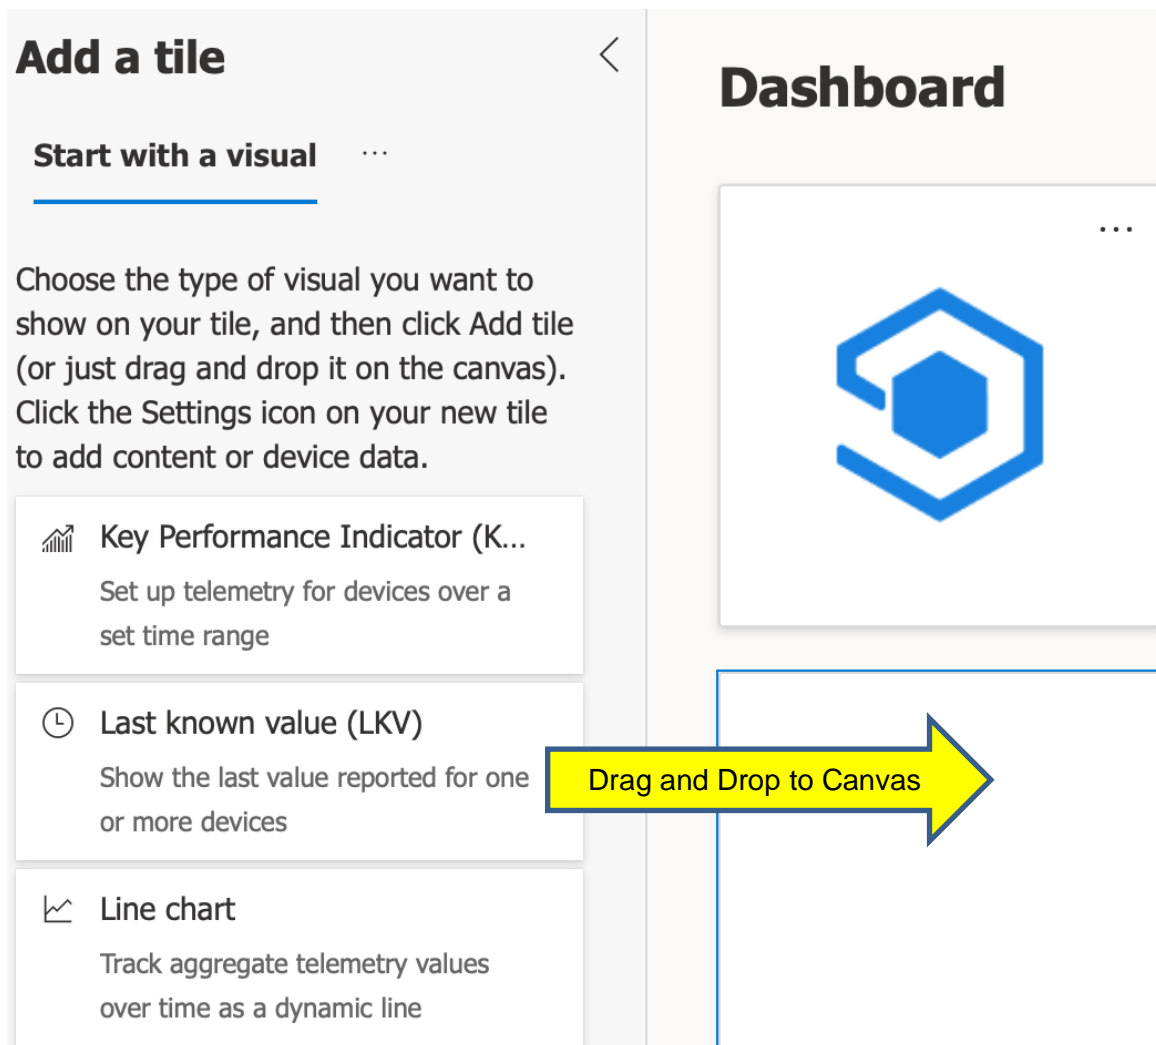 Add a tile
Start with a visual ...
Choose the type of visual you want to
show on your tile, and then click Add tile
(or just drag and drop it on the canvas).
Click the Settings icon on your new tile
to add content or device data.
Key Performance Indicator (K...
Set up telemetry for devices over a
set time range
Last known value (LKV)
Show the last value reported for one
or more devices
Line chart
Track aggregate telemetry values
over time as a dynamic line
Dashboard
...
Drag and Drop to Canvas